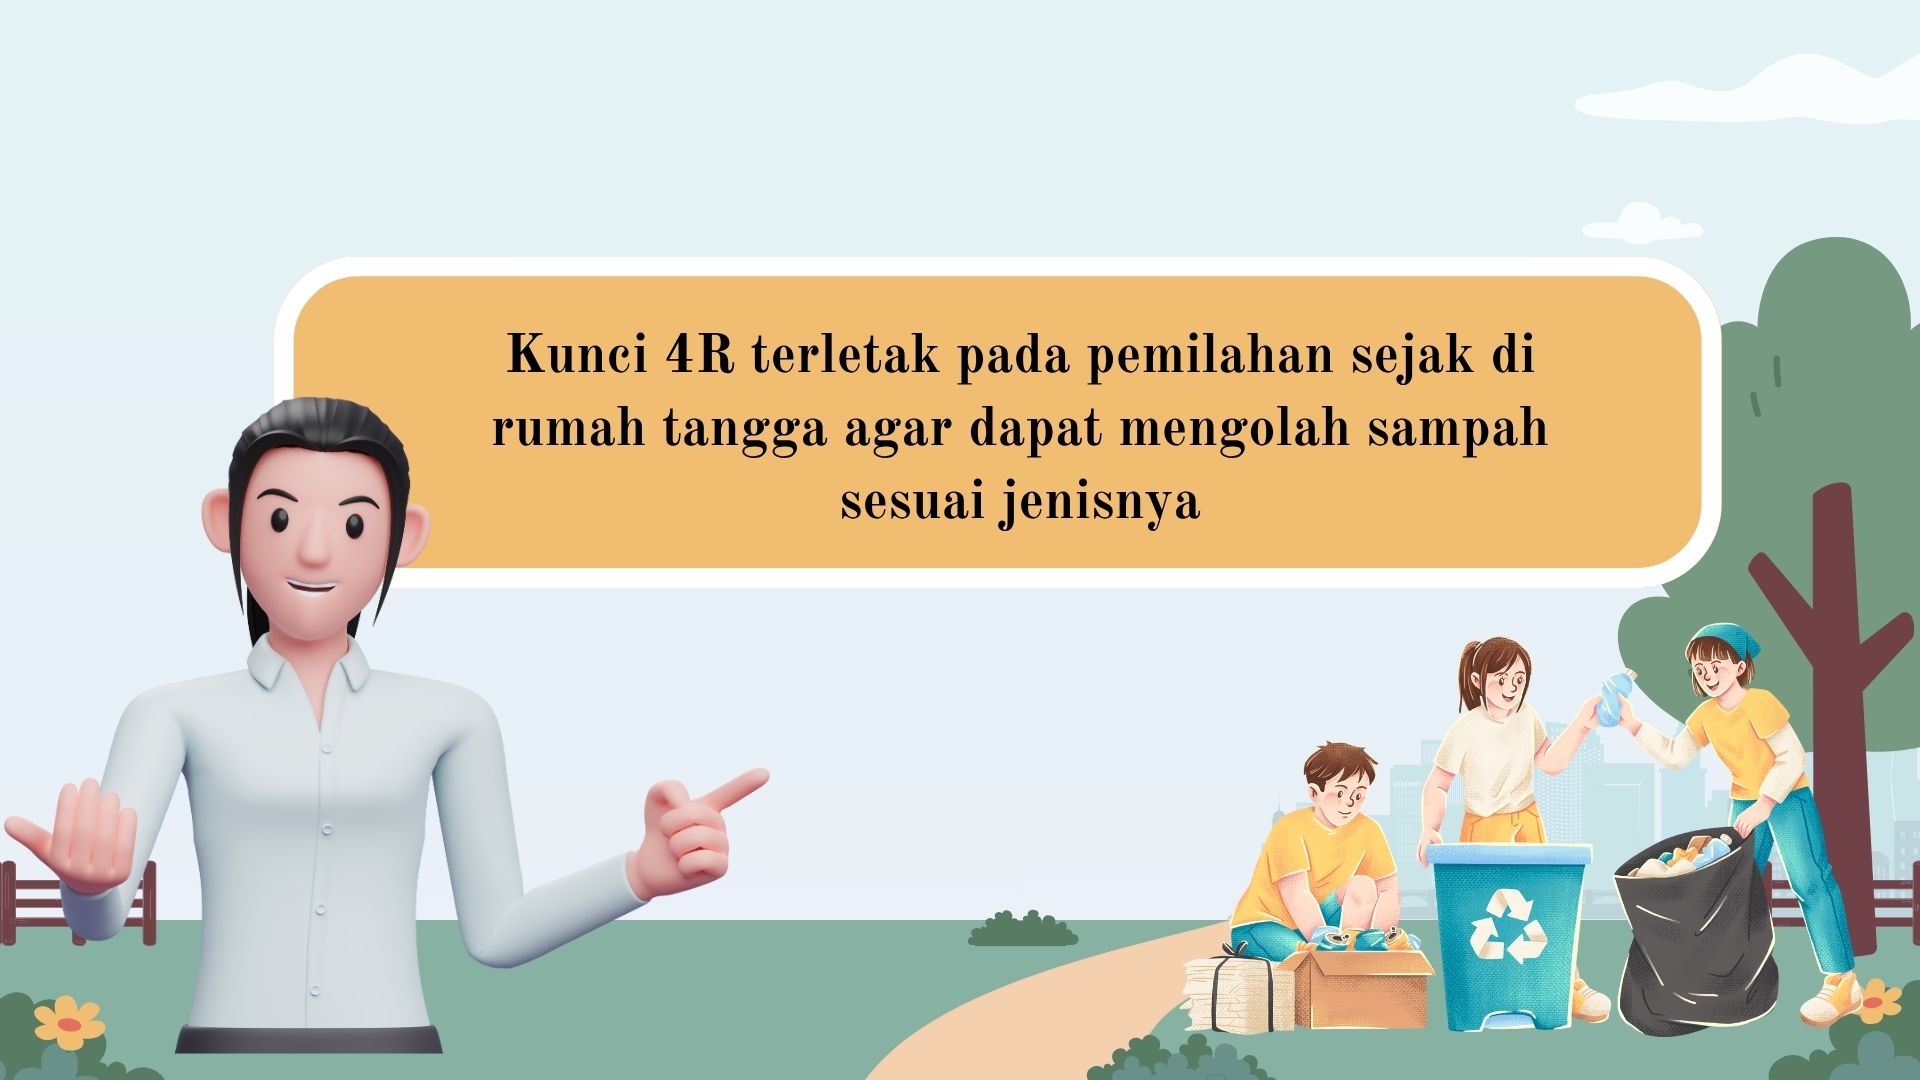 Kunci 4R terletak pada pemilahan sejak di
rumah tangga agar dapat mengolah sampah
sesuai jenisnya